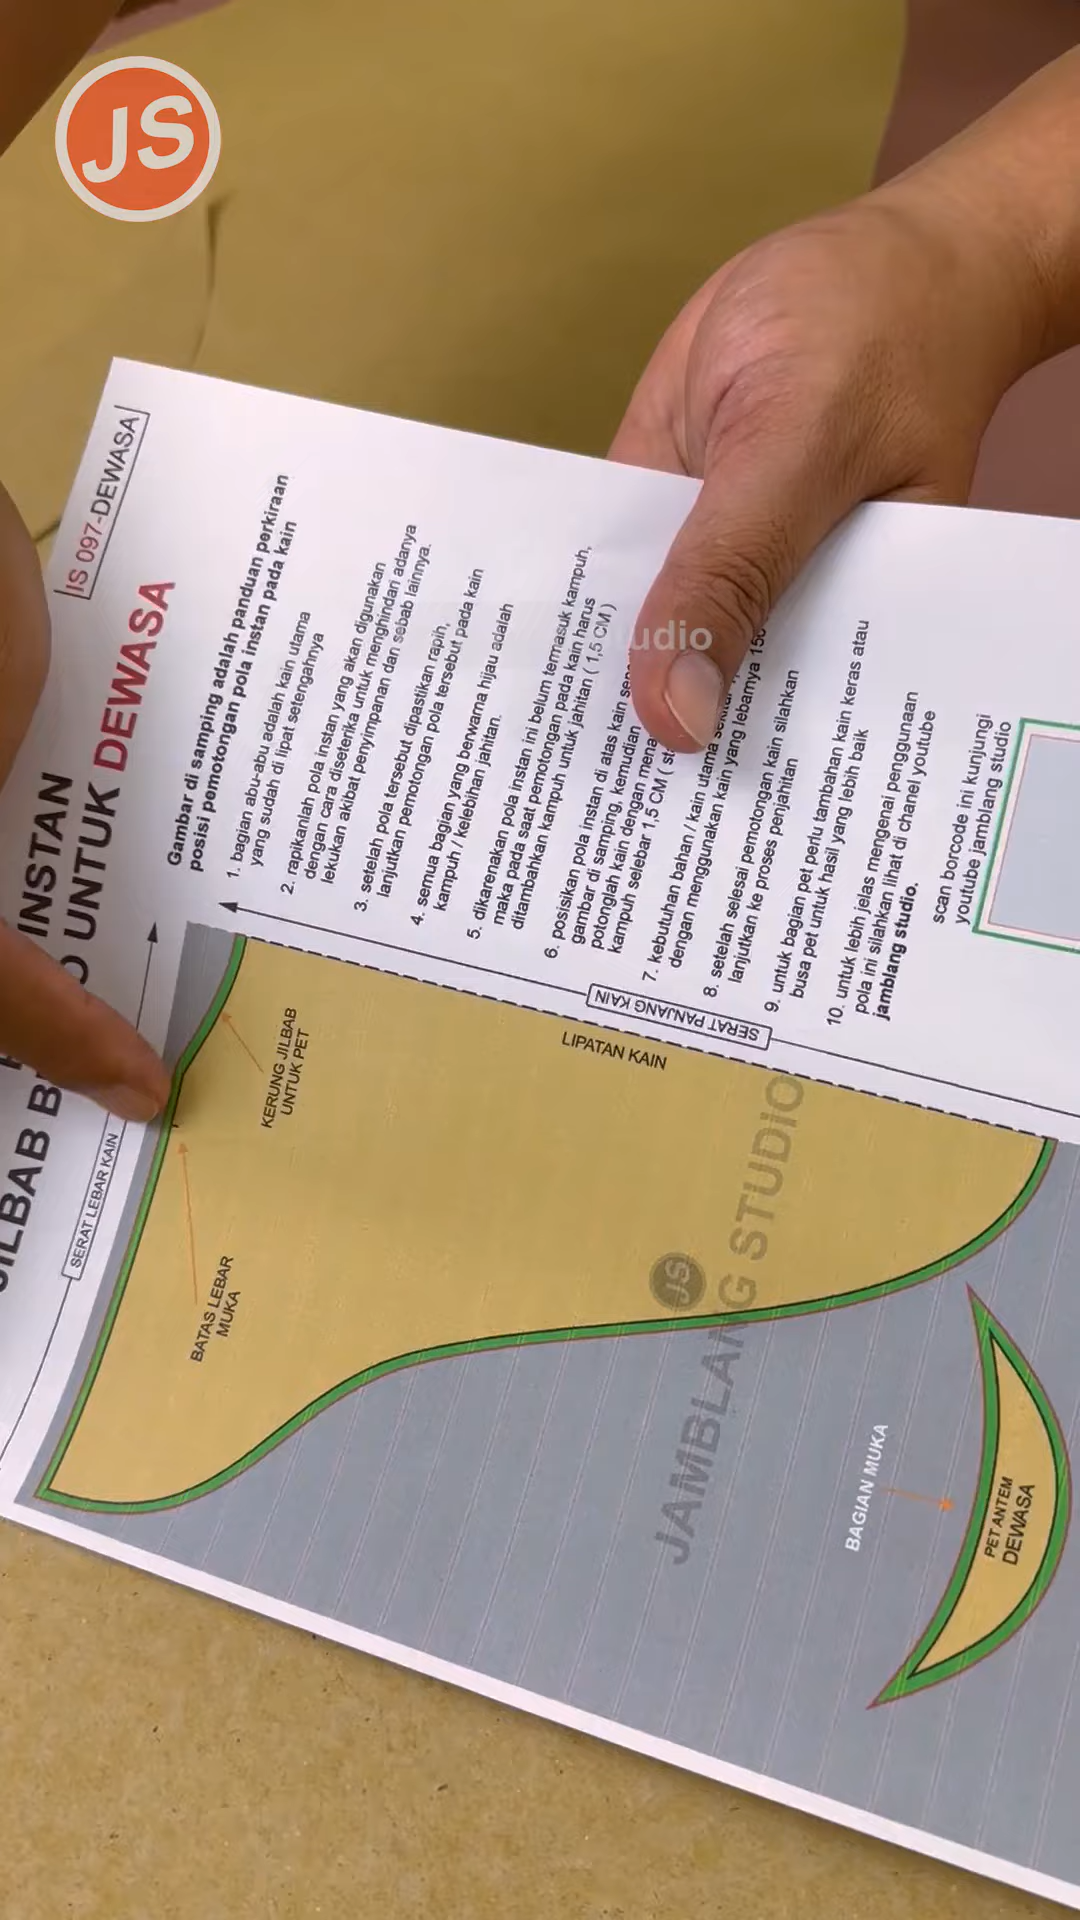 JS
INSTAN
JILBAB B
O UNTUK DEWASA
IS 097-DEWASA
Gambar di samping adalah panduan perkiraan
posisi pemotongan pola instan pada kain
1. bagian abu-abu adalah kain utama
yang sudah di lipat setengahnya
2. rapikanlah pola instan yang akan digunakan
dengan cara diseterika untuk menghindari adanya
lekukan akibat penyimpanan dan sebab lainnya.
3. setelah pola tersebut dipastikan rapih,
lanjutkan pemotongan pola tersebut pada kain
4. semua bagian yang berwarna hijau adalah
kampuh / kelebihan jahitan.
5. dikarenakan pola instan ini belum termasuk kampuh,
maka pada saat pemotongan pada kain harus
ditambahkan kampuh untuk jahitan ( 1,5 CM )
6. posisikan pola instan di atas kain
gambar di samping, kemudian
potonglah kain dengan
kampuh selebar 1,5 CM
7. kebutuhan bahan / kain utama
dengan menggunakan kain yang lebarnya
8. setelah selesai pemotongan kain silahkan
lanjutkan ke proses penjahitan
9. untuk bagian pet perlu tambahan kain keras atau
busa pet untuk hasil yang lebih baik
10. untuk lebih jelas mengenai penggunaan
pola ini silahkan lihat di chanel youtube
jamblang studio.
scan borcode ini kunjungi
youtube jamblang studio
udio
SERAT LEBAR KAIN
SERAT PANJANG KAIN
LIPATAN KAIN
KERUNG JILBAB
UNTUK PET
BATAS LEBAR
MUKA
JS
JAMBLANG STUDIO
BAGIAN MUKA
PET ANTEM
DEWASA